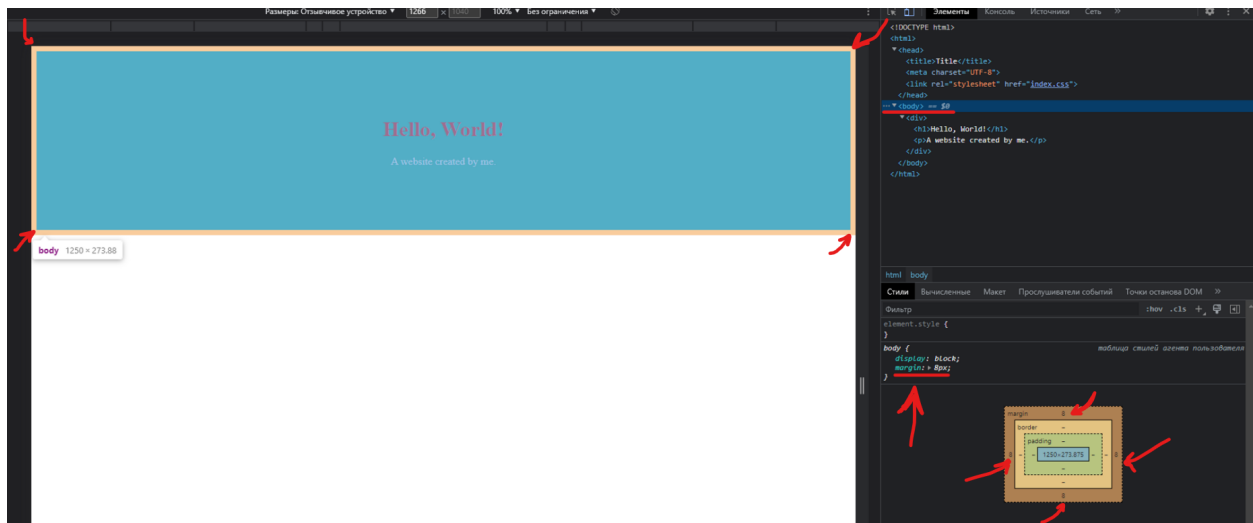 Размеры: Отзывчивое устройство ▼ 1266 × 1040 100% ▼ Без ограничения ▼
Элементы Консоль Источники Сеть »
<!DOCTYPE html>
<html>
▼<head>
<title>Title</title>
<meta charset="UTF-8">
<link rel="stylesheet" href="index.css">
</head>
··· ▼<body> == $0
▼<div>
<h1>Hello, World!</h1>
<p>A website created by me.</p>
</div>
</body>
</html>
Hello, World!
A website created by me.
body 1250 × 273.88
html body
Стили Вычисленные Макет Прослушиватели событий Точки останова DOM »
Фильтр :hov .cls +
element.style {
}
body { таблица стилей агента пользователя
display: block;
margin: ▸ 8px;
}
margin 8
border –
padding –
8 – – 1250×273.875 – – 8
–
–
8